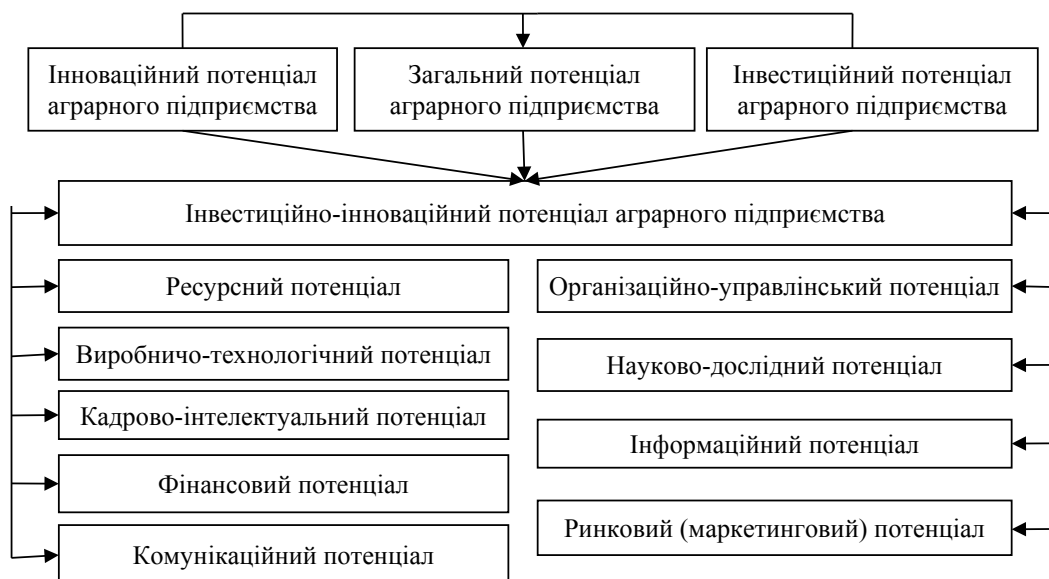 Інноваційний потенціал
аграрного підприємства
Загальний потенціал
аграрного підприємства
Інвестиційний потенціал
аграрного підприємства
Інвестиційно-інноваційний потенціал аграрного підприємства
Ресурсний потенціал
Виробничо-технологічний потенціал
Кадрово-інтелектуальний потенціал
Фінансовий потенціал
Комунікаційний потенціал
Організаційно-управлінський потенціал
Науково-дослідний потенціал
Інформаційний потенціал
Ринковий (маркетинговий) потенціал